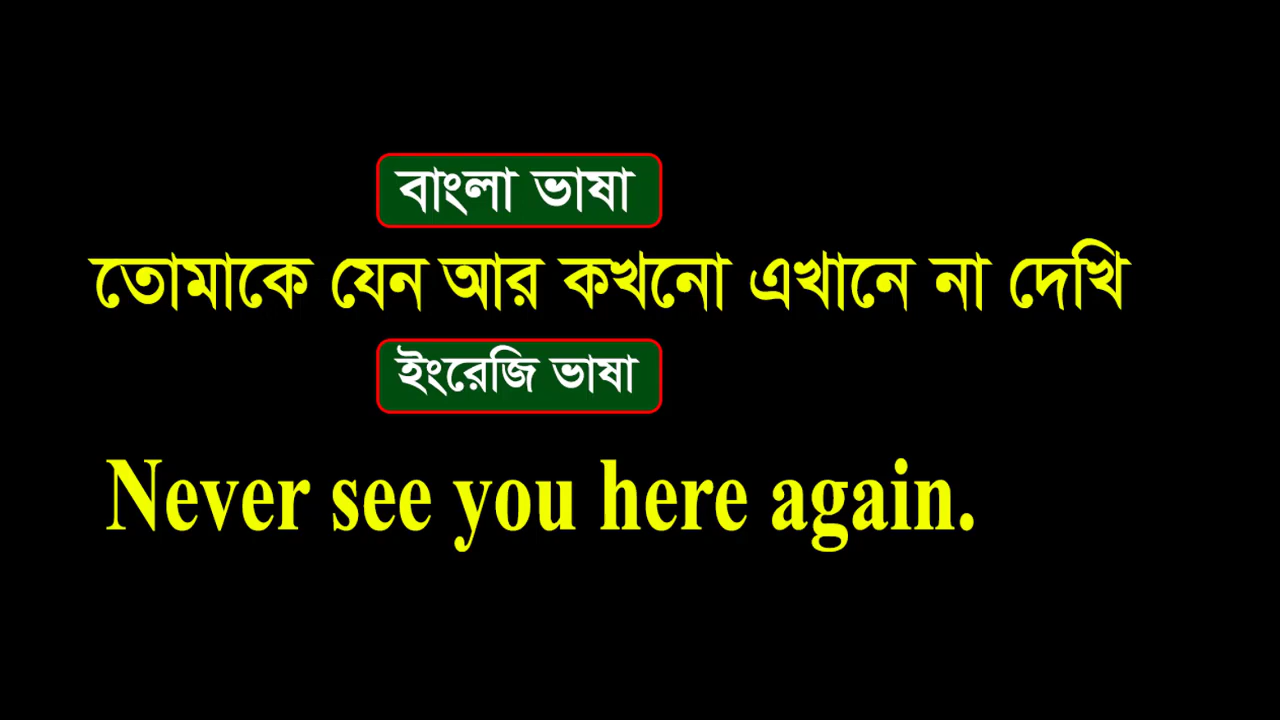 বাংলা ভাষা
তোমাকে যেন আর কখনো এখানে না দেখি
ইংরেজি ভাষা
Never see you here again.